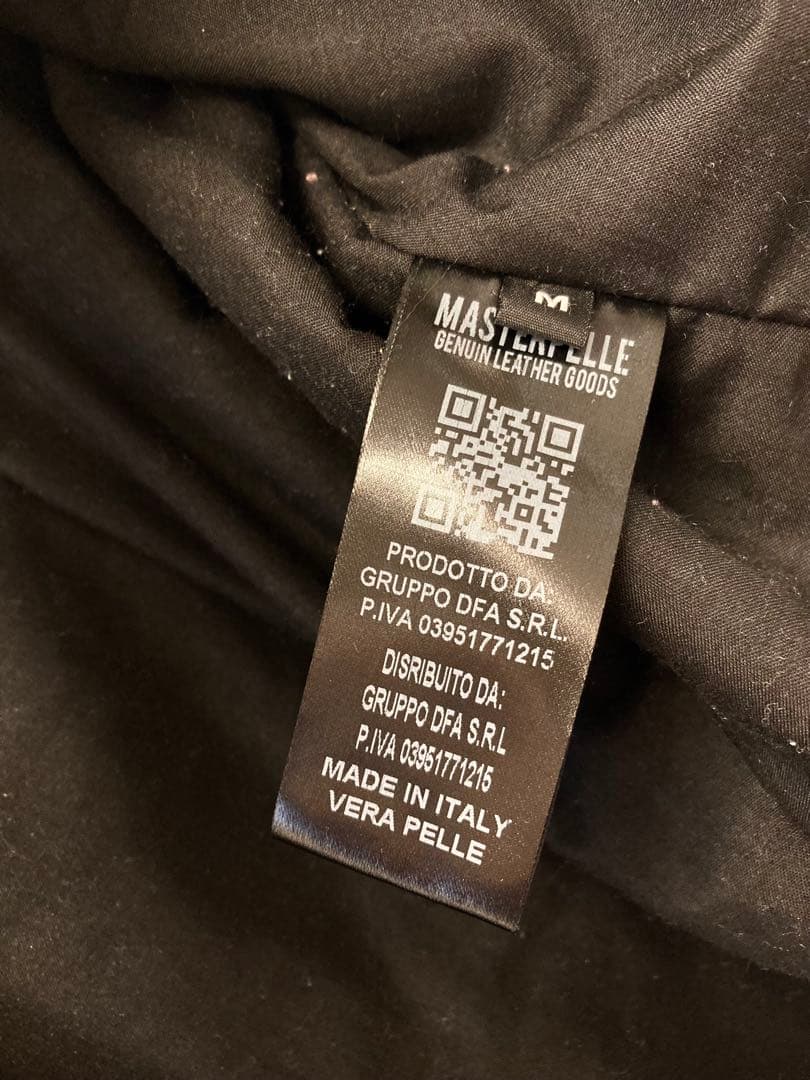 M
MASTERPELLE
GENUIN LEATHER GOODS
PRODOTTO DA:
GRUPPO DFA S.R.L.
P.IVA 03951771215
DISRIBUITO DA:
GRUPPO DFA S.R.L
P.IVA 03951771215
MADE IN ITALY
VERA PELLE